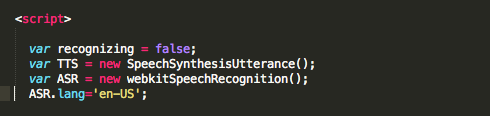 <script>
var recognizing = false;
var TTS = new SpeechSynthesisUtterance();
var ASR = new webkitSpeechRecognition();
ASR.lang='en-US';